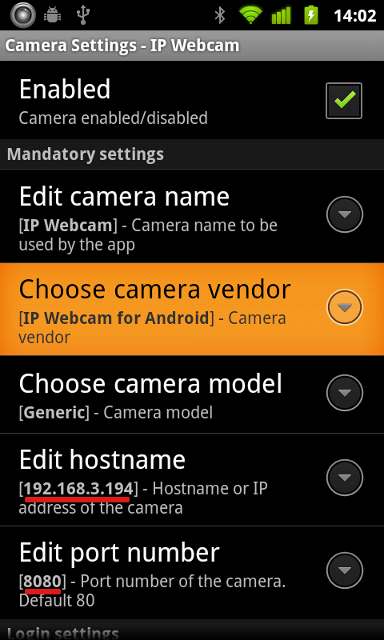 14:02
Camera Settings - IP Webcam
Enabled
Camera enabled/disabled
Mandatory settings
Edit camera name
[IP Webcam] - Camera name to be
used by the app
Choose camera vendor
[IP Webcam for Android] - Camera
vendor
Choose camera model
[Generic] - Camera model
Edit hostname
[192.168.3.194] - Hostname or IP
address of the camera
Edit port number
[8080] - Port number of the camera.
Default 80
Login settings